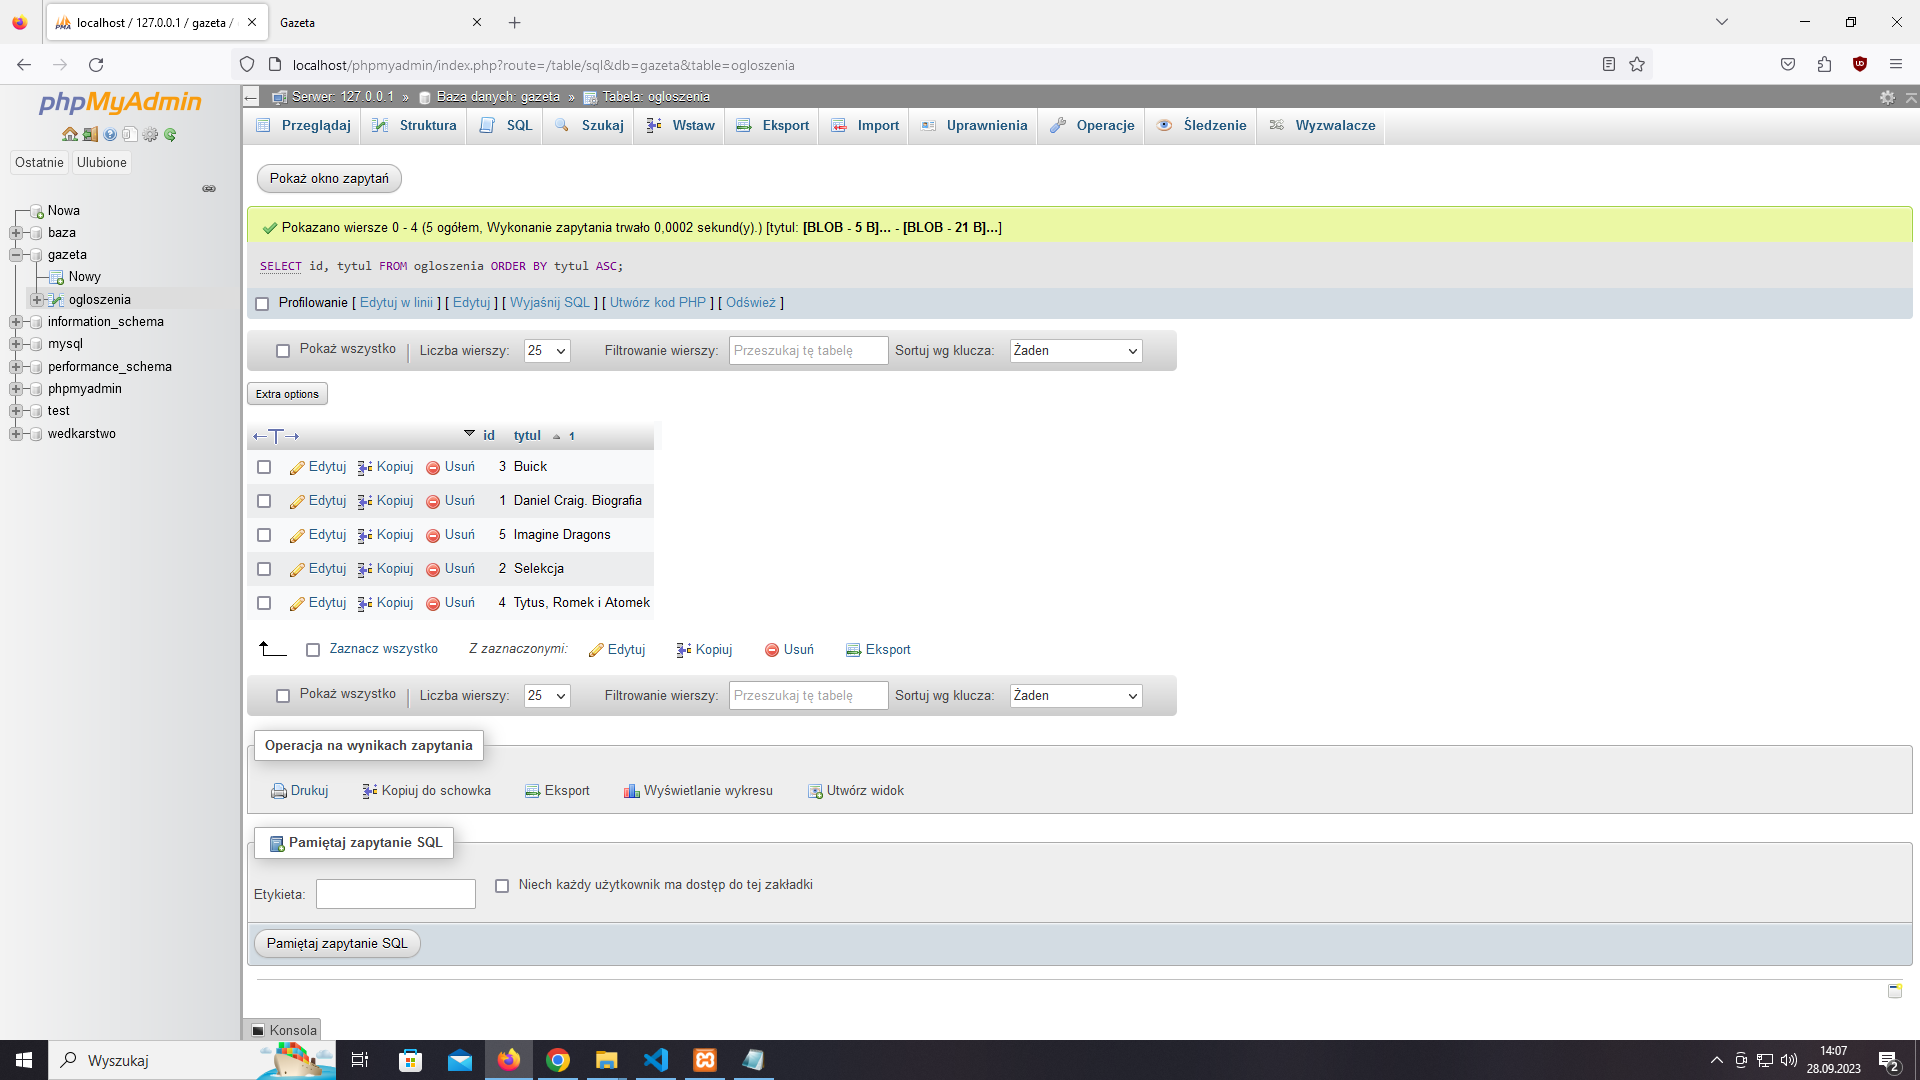 localhost / 127.0.0.1 / gazeta /
Gazeta
localhost/phpmyadmin/index.php?route=/table/sql&db=gazeta&table=ogloszenia
phpMyAdmin
Ostatnie Ulubione
Nowa
baza
gazeta
Nowy
ogloszenia
information_schema
mysql
performance_schema
phpmyadmin
test
wedkarstwo
Serwer: 127.0.0.1 » Baza danych: gazeta » Tabela: ogloszenia
Przeglądaj Struktura SQL Szukaj Wstaw Eksport Import Uprawnienia Operacje Śledzenie Wyzwalacze
Pokaż okno zapytań
Pokazano wiersze 0 - 4 (5 ogółem, Wykonanie zapytania trwało 0,0002 sekund(y).) [tytul: [BLOB - 5 B]... - [BLOB - 21 B]...]
SELECT id, tytul FROM ogloszenia ORDER BY tytul ASC;
Profilowanie [ Edytuj w linii ] [ Edytuj ] [ Wyjaśnij SQL ] [ Utwórz kod PHP ] [ Odśwież ]
Pokaż wszystko | Liczba wierszy: 25 Filtrowanie wierszy: Przeszukaj tę tabelę Sortuj wg klucza: Żaden
Extra options
←T→ id tytul 1
Edytuj Kopiuj Usuń 3 Buick
Edytuj Kopiuj Usuń 1 Daniel Craig. Biografia
Edytuj Kopiuj Usuń 5 Imagine Dragons
Edytuj Kopiuj Usuń 2 Selekcja
Edytuj Kopiuj Usuń 4 Tytus, Romek i Atomek
Zaznacz wszystko Z zaznaczonymi: Edytuj Kopiuj Usuń Eksport
Pokaż wszystko | Liczba wierszy: 25 Filtrowanie wierszy: Przeszukaj tę tabelę Sortuj wg klucza: Żaden
Operacja na wynikach zapytania
Drukuj Kopiuj do schowka Eksport Wyświetlanie wykresu Utwórz widok
Pamiętaj zapytanie SQL
Etykieta: Niech każdy użytkownik ma dostęp do tej zakładki
Pamiętaj zapytanie SQL
Konsola
Wyszukaj
14:07
28.09.2023
2